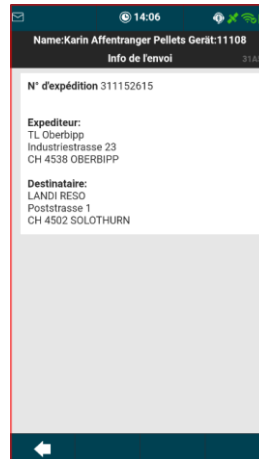 14:06
Name:Karin Affentranger Pellets Gerät:11108
Info de l'envoi
31A
N° d'expédition 311152615
Expediteur:
TL Oberbipp
Industriestrasse 23
CH 4538 OBERBIPP
Destinataire:
LANDI RESO
Poststrasse 1
CH 4502 SOLOTHURN